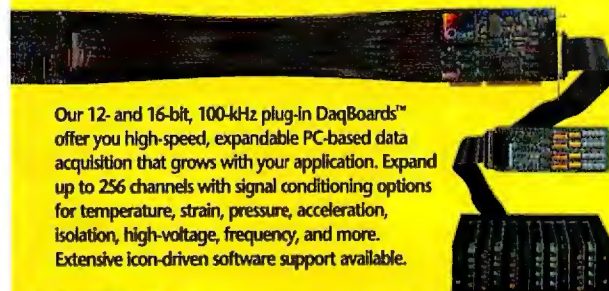 Our 12- and 16-bit, 100-kHz plug-in DaqBoards™
offer you high-speed, expandable PC-based data
acquisition that grows with your application. Expand
up to 256 channels with signal conditioning options
for temperature, strain, pressure, acceleration,
isolation, high-voltage, frequency, and more.
Extensive icon-driven software support available.